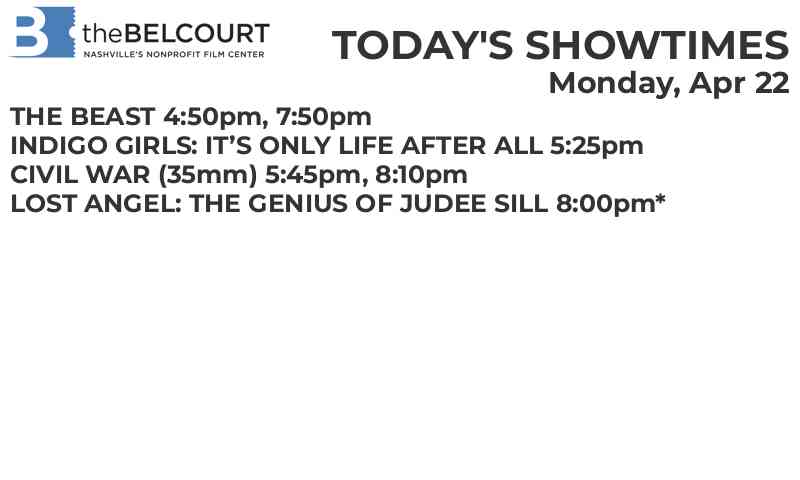 B theBELCOURT
NASHVILLE'S NONPROFIT FILM CENTER
TODAY'S SHOWTIMES
Monday, Apr 22
THE BEAST 4:50pm, 7:50pm
INDIGO GIRLS: IT’S ONLY LIFE AFTER ALL 5:25pm
CIVIL WAR (35mm) 5:45pm, 8:10pm
LOST ANGEL: THE GENIUS OF JUDEE SILL 8:00pm*